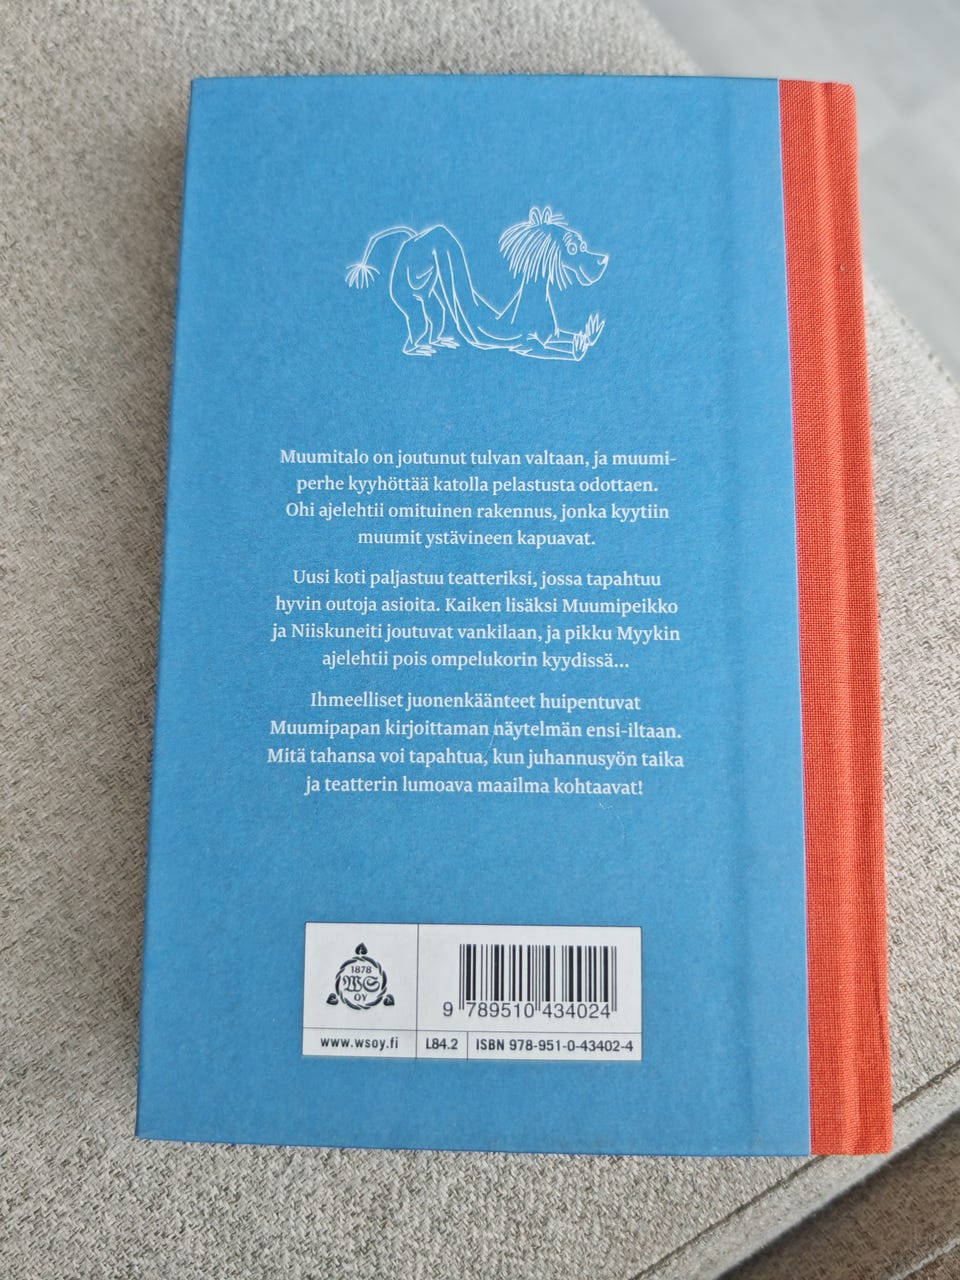 Muumitalo on joutunut tulvan valtaan, ja muumi-
perhe kyyhöttää katolla pelastusta odottaen.
Ohi ajelehtii omituinen rakennus, jonka kyytiin
muumit ystävineen kapuavat.
Uusi koti paljastuu teatteriksi, jossa tapahtuu
hyvin outoja asioita. Kaiken lisäksi Muumipeikko
ja Niiskuneiti joutuvat vankilaan, ja pikku Myykin
ajelehtii pois ompelukorin kyydissä...
Ihmeelliset juonenkäänteet huipentuvat
Muumipapan kirjoittaman näytelmän ensi-iltaan.
Mitä tahansa voi tapahtua, kun juhannusyön taika
ja teatterin lumoava maailma kohtaavat!
1878
WS
OY
9 789510 434024
www.wsoy.fi
L84.2
ISBN 978-951-0-43402-4